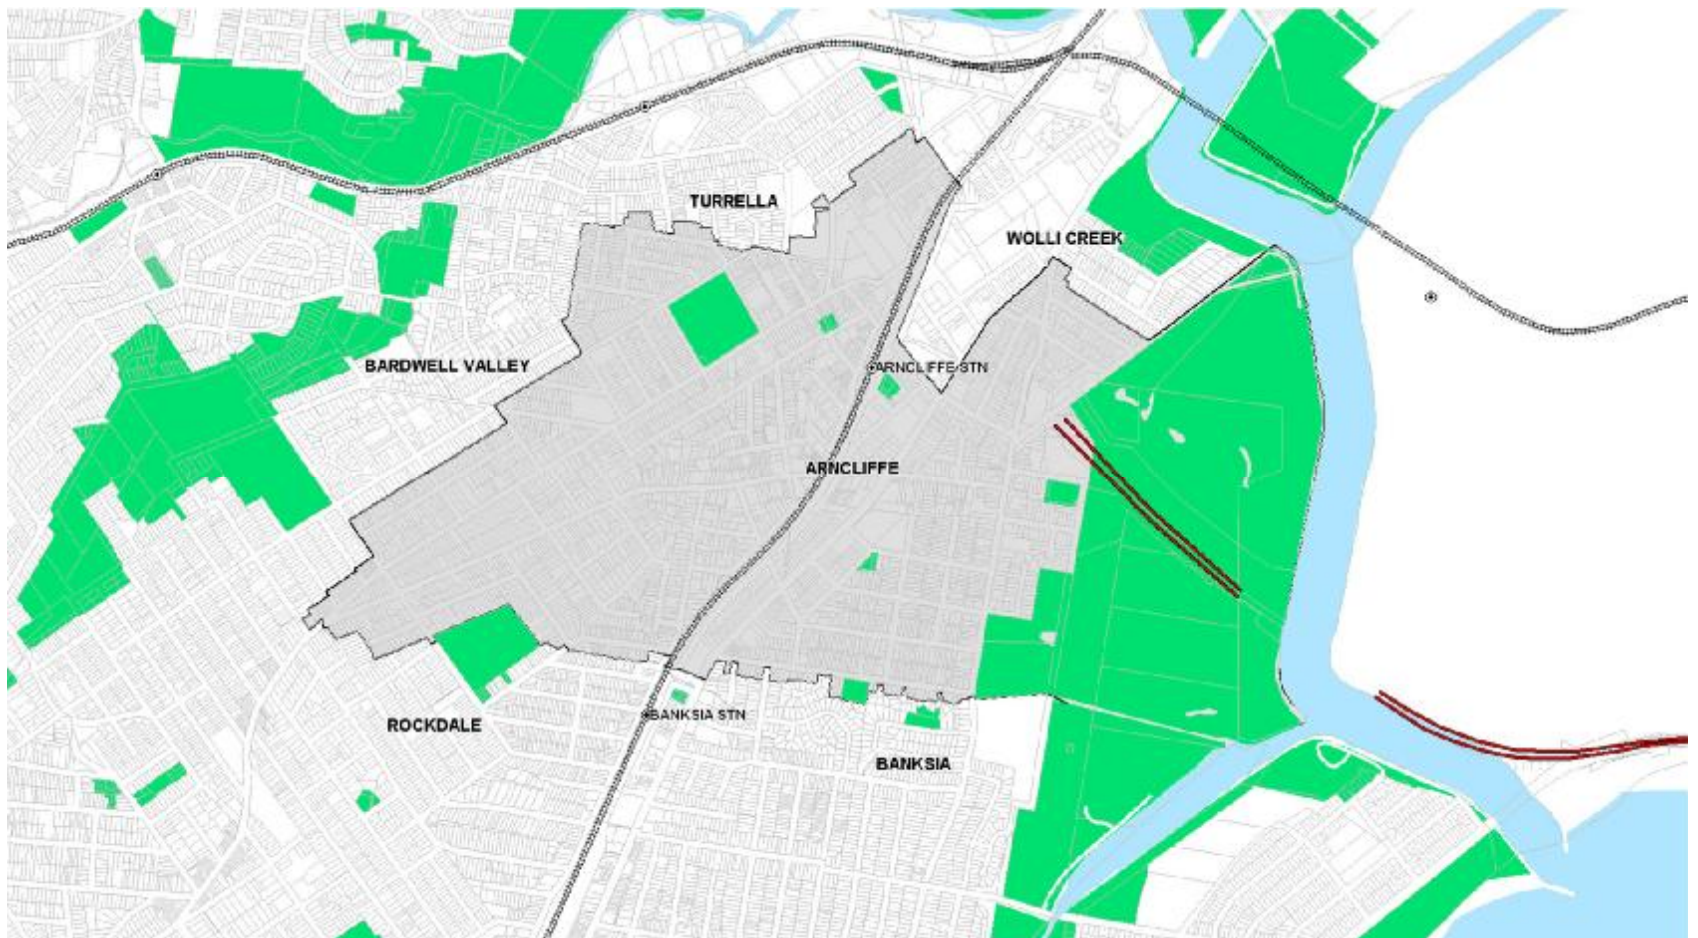 TURRELLA
WOLLI CREEK
BARDWELL VALLEY
ARNCLIFFE STN
ARNCLIFFE
BANKSIA STN
ROCKDALE
BANKSIA